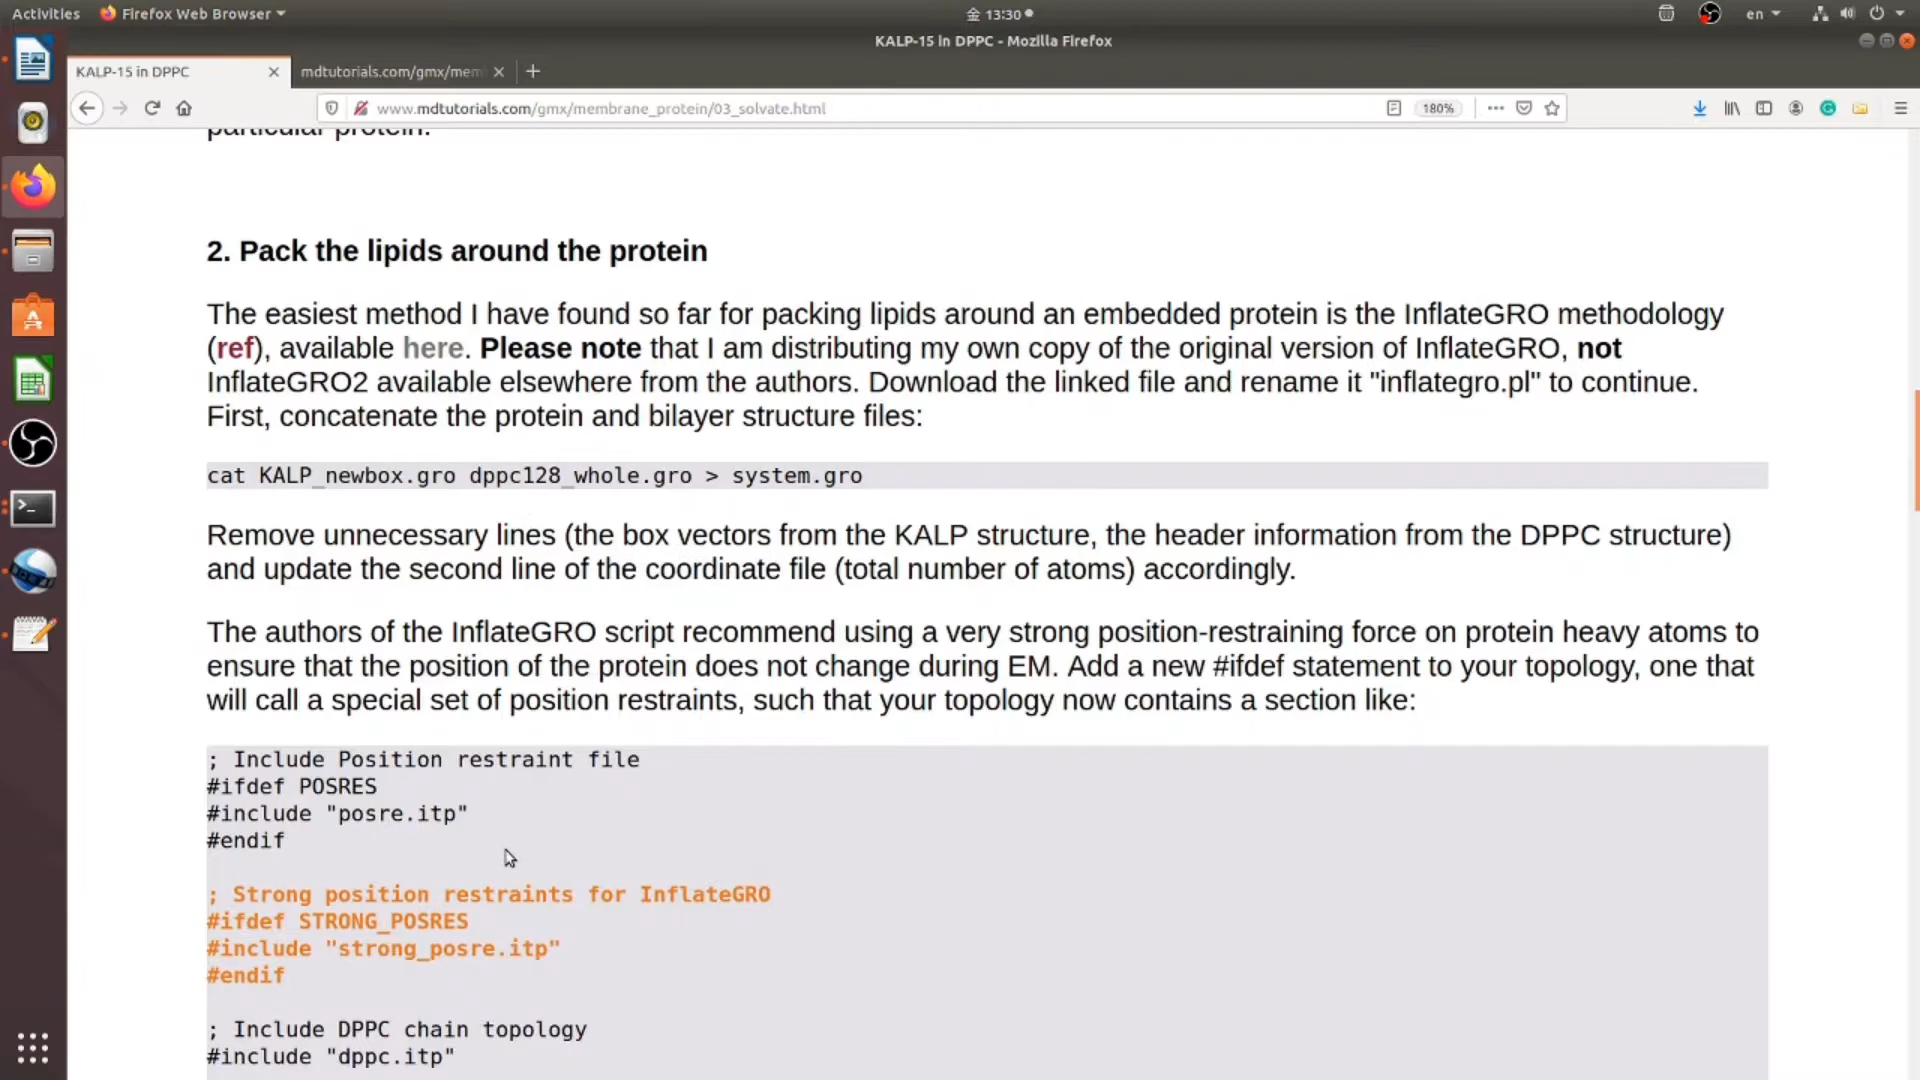 Activities Firefox Web Browser 金 13:30 en
KALP-15 in DPPC - Mozilla Firefox
KALP-15 in DPPC mdtutorials.com/gmx/mem
www.mdtutorials.com/gmx/membrane_protein/03_solvate.html 180%
particular protein.
2. Pack the lipids around the protein
The easiest method I have found so far for packing lipids around an embedded protein is the InflateGRO methodology
(ref), available here. Please note that I am distributing my own copy of the original version of InflateGRO, not
InflateGRO2 available elsewhere from the authors. Download the linked file and rename it "inflategro.pl" to continue.
First, concatenate the protein and bilayer structure files:
cat KALP_newbox.gro dppc128_whole.gro > system.gro
Remove unnecessary lines (the box vectors from the KALP structure, the header information from the DPPC structure)
and update the second line of the coordinate file (total number of atoms) accordingly.
The authors of the InflateGRO script recommend using a very strong position-restraining force on protein heavy atoms to
ensure that the position of the protein does not change during EM. Add a new #ifdef statement to your topology, one that
will call a special set of position restraints, such that your topology now contains a section like:
; Include Position restraint file
#ifdef POSRES
#include "posre.itp"
#endif
; Strong position restraints for InflateGRO
#ifdef STRONG_POSRES
#include "strong_posre.itp"
#endif
; Include DPPC chain topology
#include "dppc.itp"